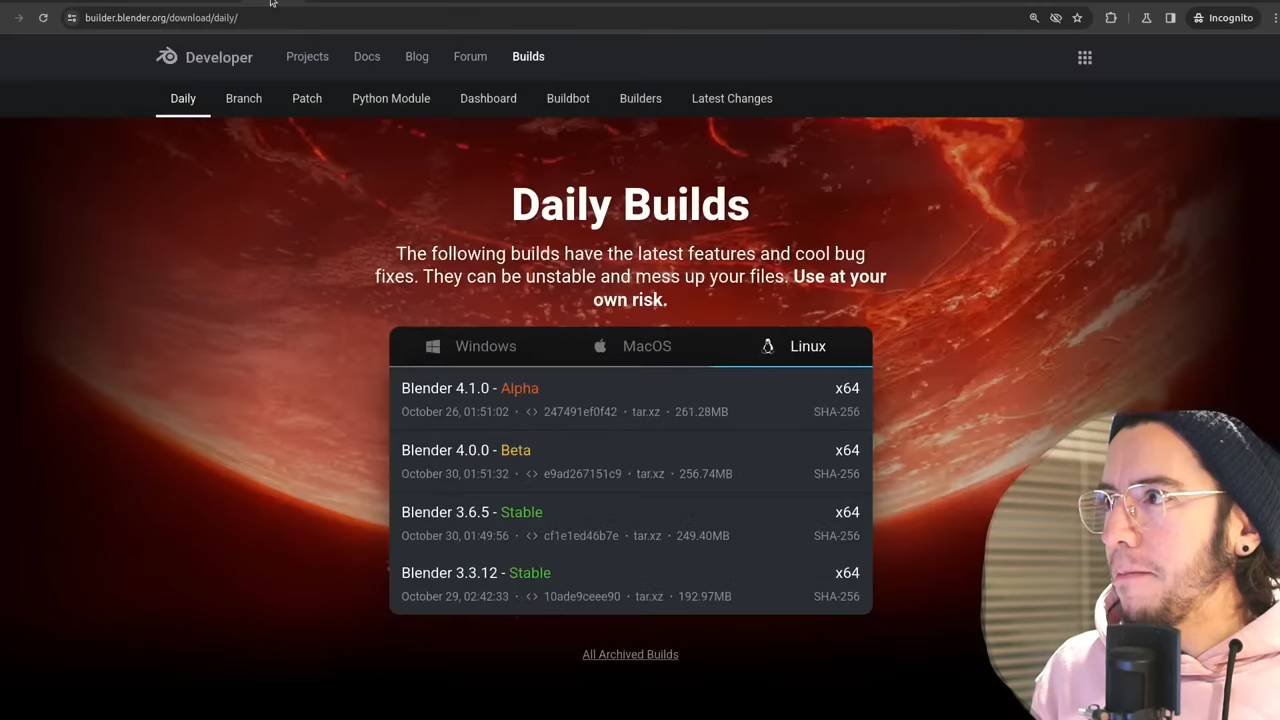 builder.blender.org/download/daily/
Incognito
Developer
Projects
Docs
Blog
Forum
Builds
Daily
Branch
Patch
Python Module
Dashboard
Buildbot
Builders
Latest Changes
Daily Builds
The following builds have the latest features and cool bug
fixes. They can be unstable and mess up your files. Use at your
own risk.
Windows
MacOS
Linux
Blender 4.1.0 - Alpha
x64
October 26, 01:51:02 · <> 247491ef0f42 · tar.xz · 261.28MB
SHA-256
Blender 4.0.0 - Beta
x64
October 30, 01:51:32 · <> e9ad267151c9 · tar.xz · 256.74MB
SHA-256
Blender 3.6.5 - Stable
x64
October 30, 01:49:56 · <> cf1e1ed46b7e · tar.xz · 249.40MB
SHA-256
Blender 3.3.12 - Stable
x64
October 29, 02:42:33 · <> 10ade9ceee90 · tar.xz · 192.97MB
SHA-256
All Archived Builds